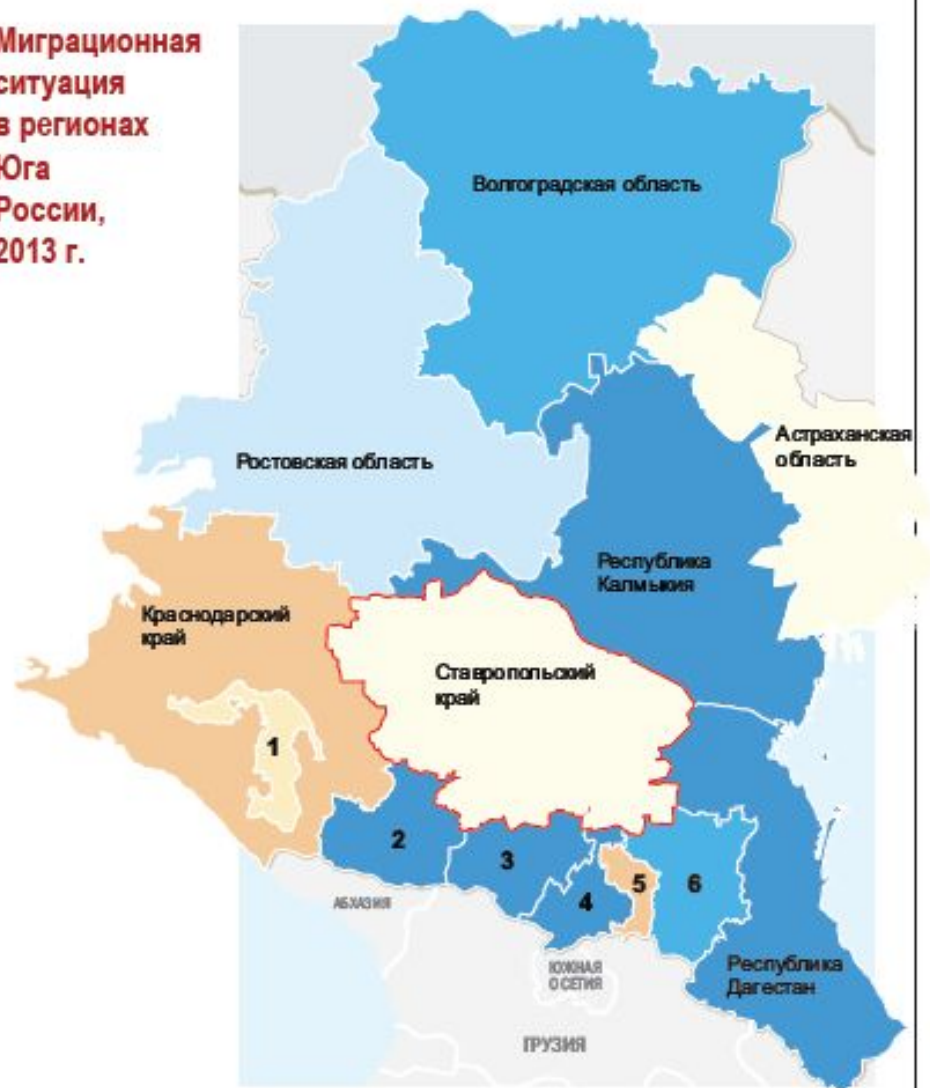 Миграционная
ситуация
в регионах
Юга
России,
2013 г.
Волгоградская область
Ростовская область
Астраханская
область
Республика
Калмыкия
Краснодарский
край
Ставропольский
край
1
2
3
4
5
6
АБХАЗИЯ
ЮЖНАЯ
ОСЕТИЯ
Республика
Дагестан
ГРУЗИЯ